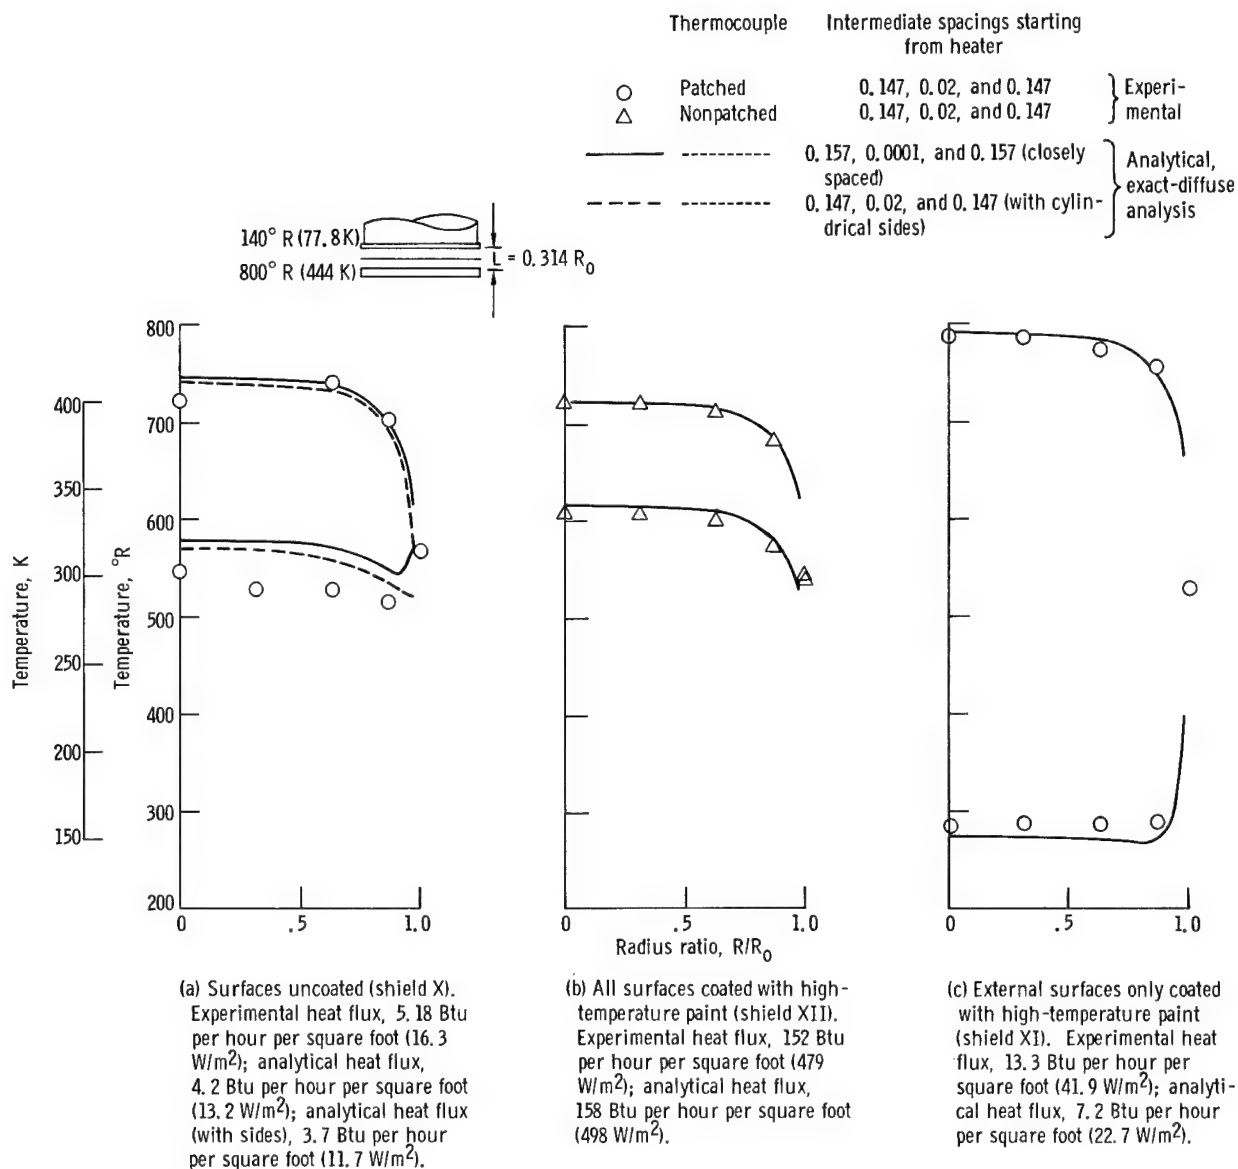 Thermocouple Intermediate spacings starting
from heater
Patched 0.147, 0.02, and 0.147
Nonpatched 0.147, 0.02, and 0.147
Experi-
mental
0.157, 0.0001, and 0.157 (closely
spaced)
0.147, 0.02, and 0.147 (with cylin-
drical sides)
Analytical,
exact-diffuse
analysis
140° R (77.8K)
800° R (444 K)
L = 0.314 R₀
Temperature, K
400
350
300
250
200
150
Temperature, °R
800
700
600
500
400
300
200
0 .5 1.0
0 .5 1.0
0 .5 1.0
Radius ratio, R/R₀
(a) Surfaces uncoated (shield X).
Experimental heat flux, 5.18 Btu
per hour per square foot (16.3
W/m²); analytical heat flux,
4.2 Btu per hour per square foot
(13.2 W/m²); analytical heat flux
(with sides), 3.7 Btu per hour
per square foot (11.7 W/m²).
(b) All surfaces coated with high-
temperature paint (shield XII).
Experimental heat flux, 152 Btu
per hour per square foot (479
W/m²); analytical heat flux,
158 Btu per hour per square foot
(498 W/m²).
(c) External surfaces only coated
with high-temperature paint
(shield XI). Experimental heat
flux, 13.3 Btu per hour per
square foot (41.9 W/m²); analyti-
cal heat flux, 7.2 Btu per hour
per square foot (22.7 W/m²).